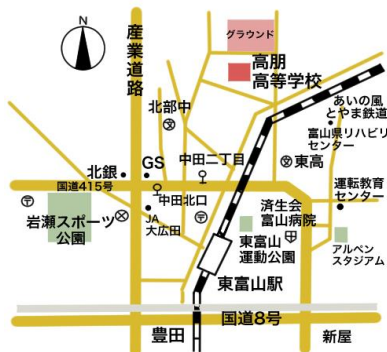 N
産業道路
グラウンド
高朋
高等学校
北部中
あいの風
とやま鉄道
富山県リハビリ
センター
中田二丁目
東高
北銀
GS
国道415号
中田北口
運転教育
センター
済生会
富山病院
岩瀬スポーツ
公園
JA
大広田
東富山
運動公園
アルペン
スタジアム
東富山駅
国道8号
豊田
新屋